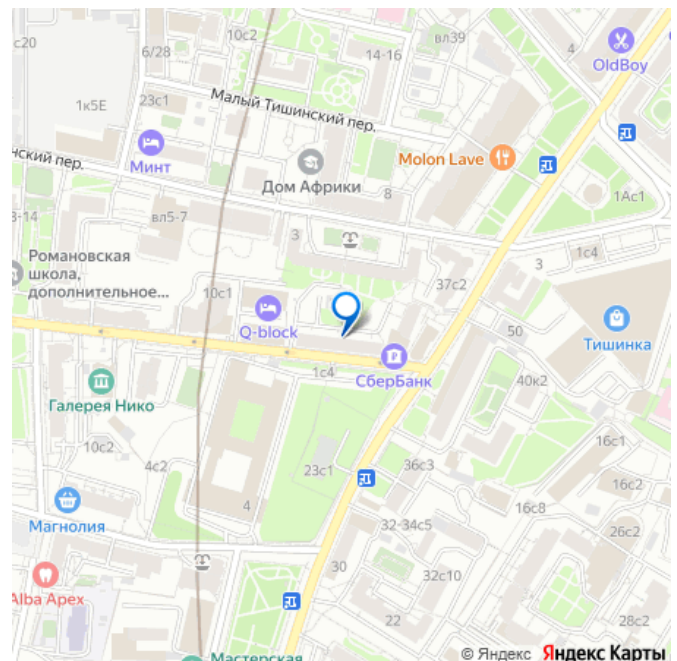 с20
6/28
10с2
14-16
вл39
4
OldBoy
1к5Е
23с1
Малый Тишинский пер.
Минт
Дом Африки
Molon Lave
нский пер.
8
1Ас1
3-14
вл5-7
3
1с4
3
Романовская
школа,
дополнительное...
10с1
37с2
Q-block
50
Тишинка
СберБанк
1с4
40к2
Галерея Нико
10с2
4с2
23с1
36с3
16с1
4
16с2
Магнолия
32-34с5
16с8
26с2
30
32с10
Alba Apex
22
28с2
Мастерская
© Яндекс Яндекс Карты